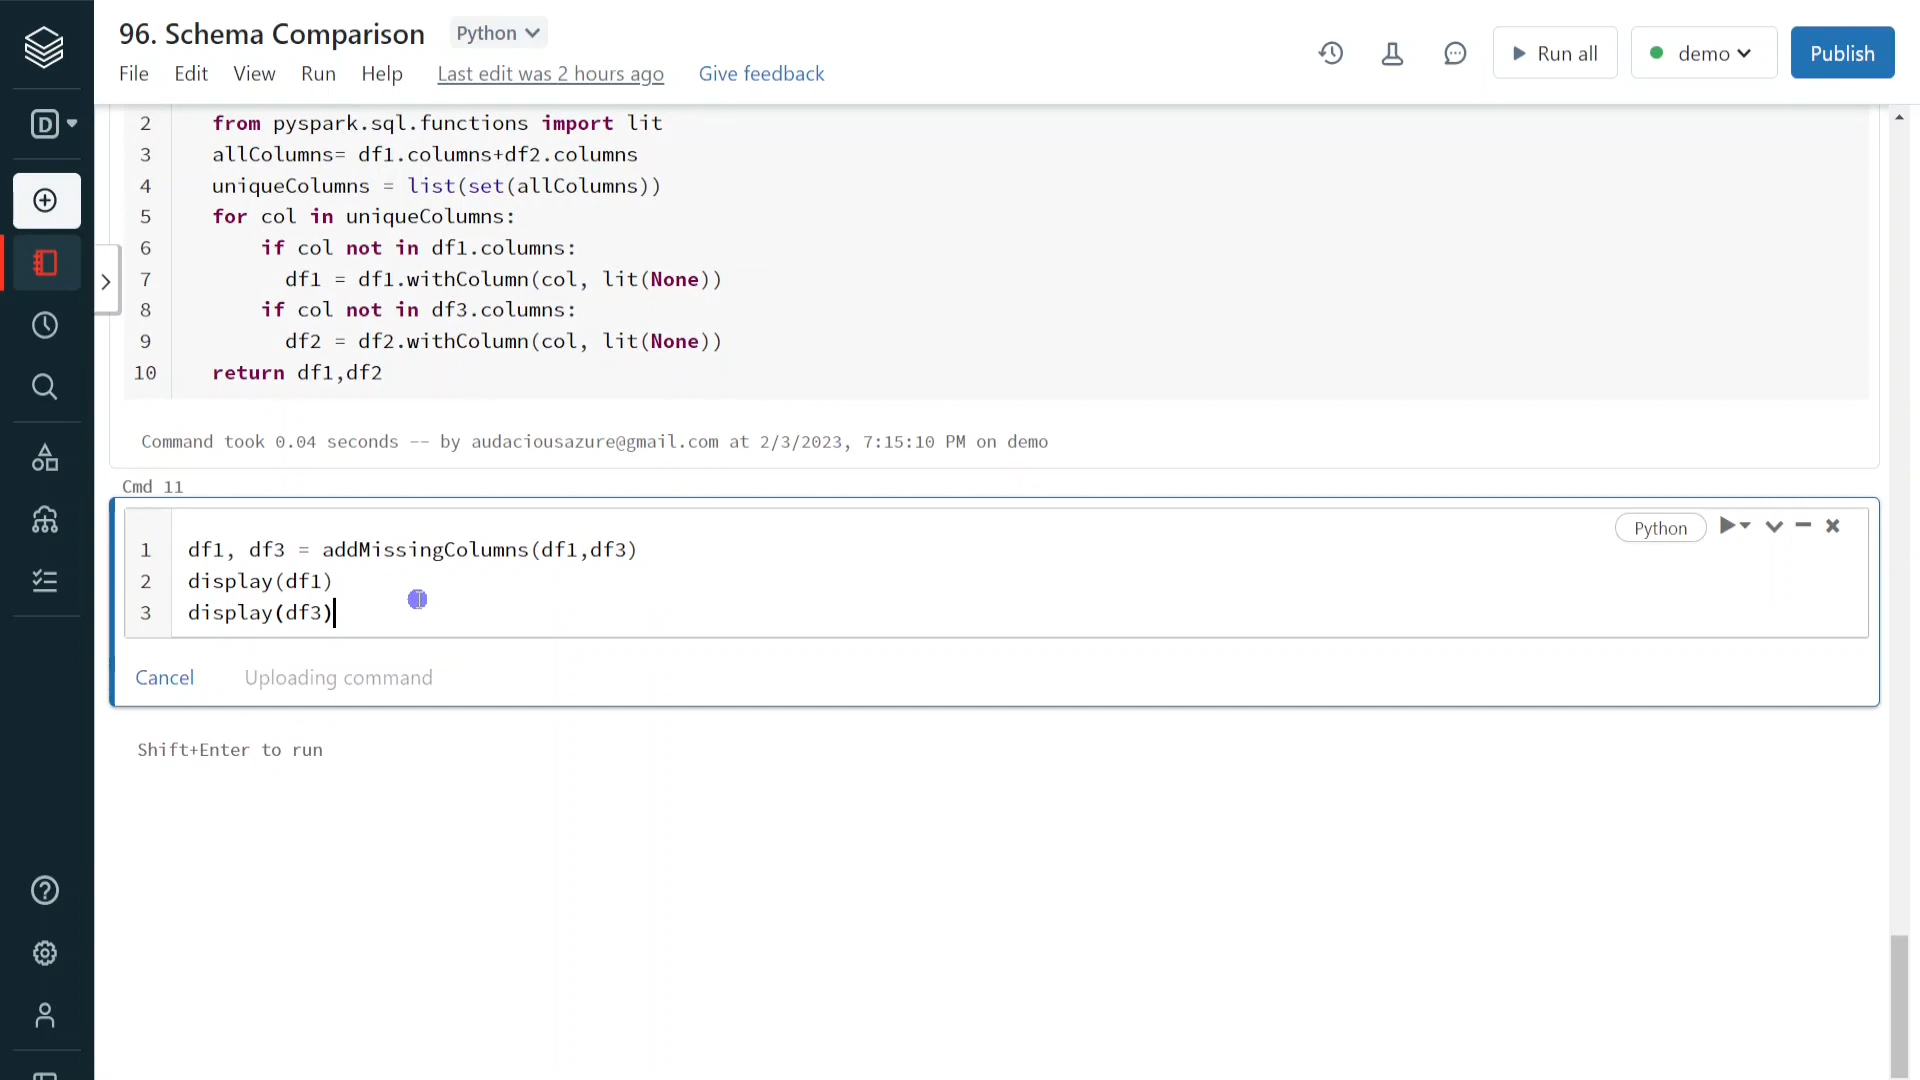 96. Schema Comparison
Python
File Edit View Run Help Last edit was 2 hours ago Give feedback
Run all
demo
Publish
D
2 from pyspark.sql.functions import lit
3 allColumns= df1.columns+df2.columns
4 uniqueColumns = list(set(allColumns))
5 for col in uniqueColumns:
6 if col not in df1.columns:
7 df1 = df1.withColumn(col, lit(None))
8 if col not in df3.columns:
9 df2 = df2.withColumn(col, lit(None))
10 return df1,df2
Command took 0.04 seconds -- by audaciousazure@gmail.com at 2/3/2023, 7:15:10 PM on demo
Cmd 11
Python
1 df1, df3 = addMissingColumns(df1,df3)
2 display(df1)
3 display(df3)
Cancel Uploading command
Shift+Enter to run